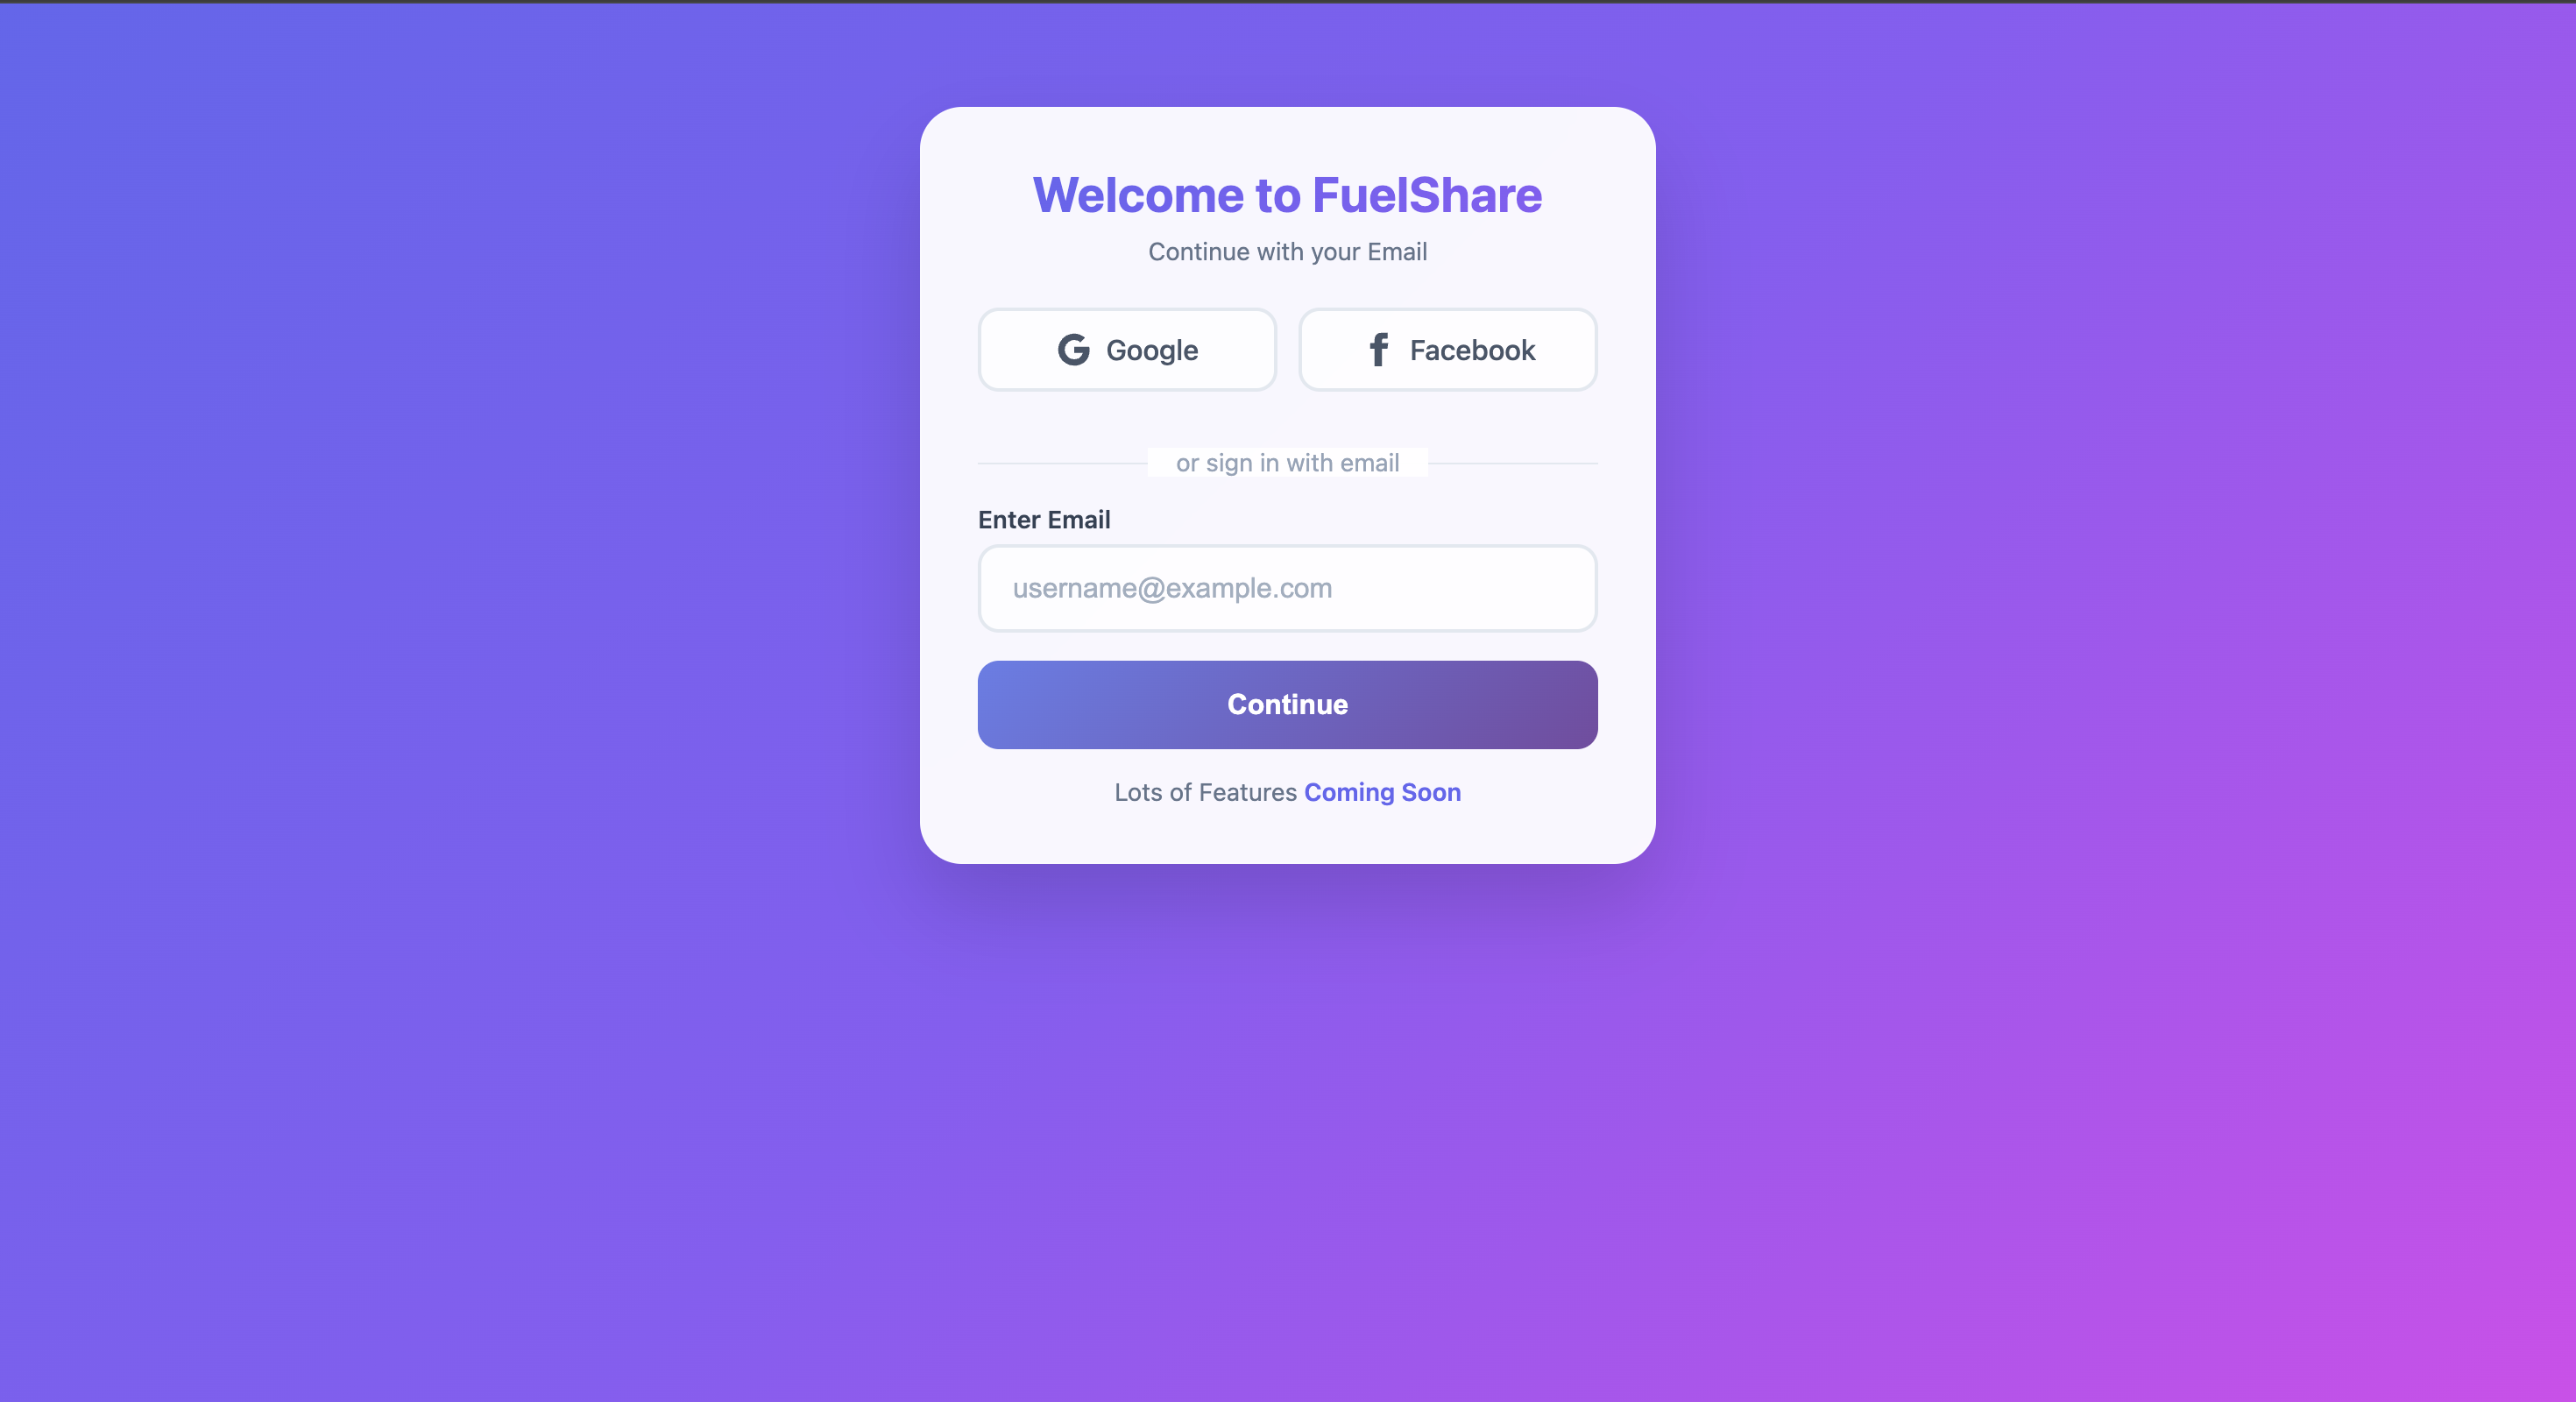 Welcome to FuelShare
Continue with your Email
Google
Facebook
or sign in with email
Enter Email
username@example.com
Continue
Lots of Features Coming Soon